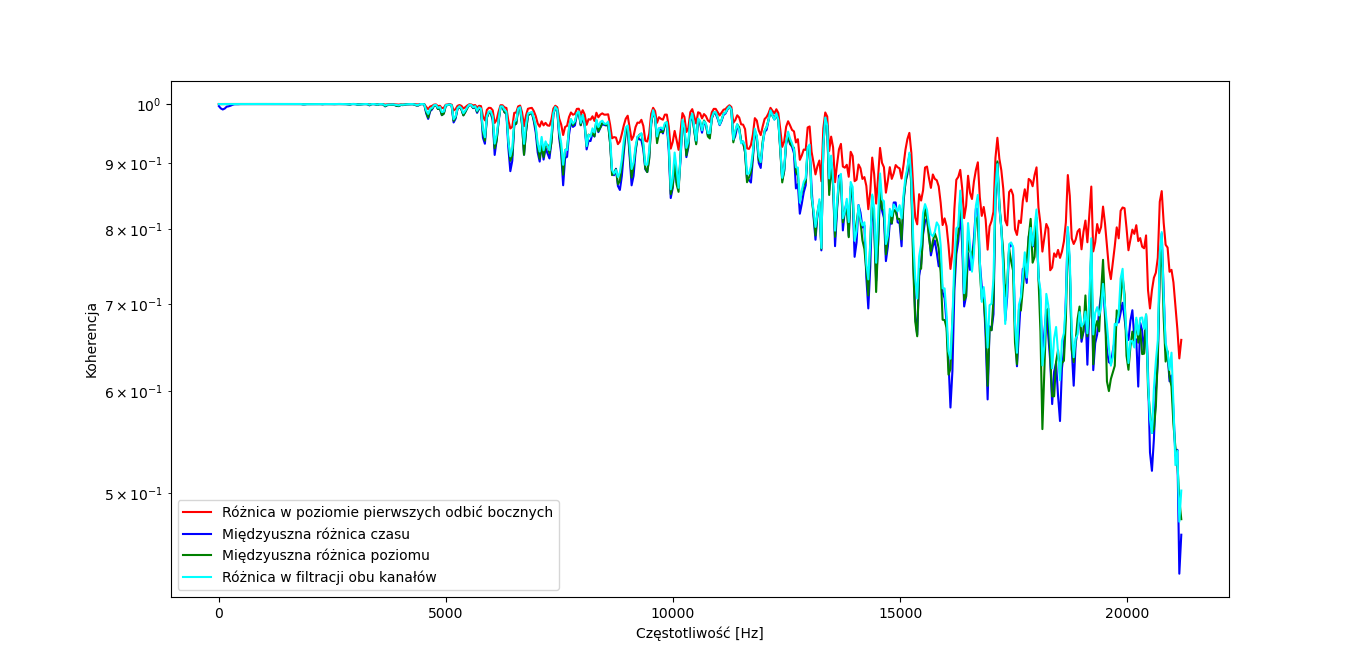 10⁰
9 × 10⁻¹
8 × 10⁻¹
7 × 10⁻¹
6 × 10⁻¹
5 × 10⁻¹
Koherencja
Różnica w poziomie pierwszych odbić bocznych
Międzyuszna różnica czasu
Międzyuszna różnica poziomu
Różnica w filtracji obu kanałów
0 5000 10000 15000 20000
Częstotliwość [Hz]